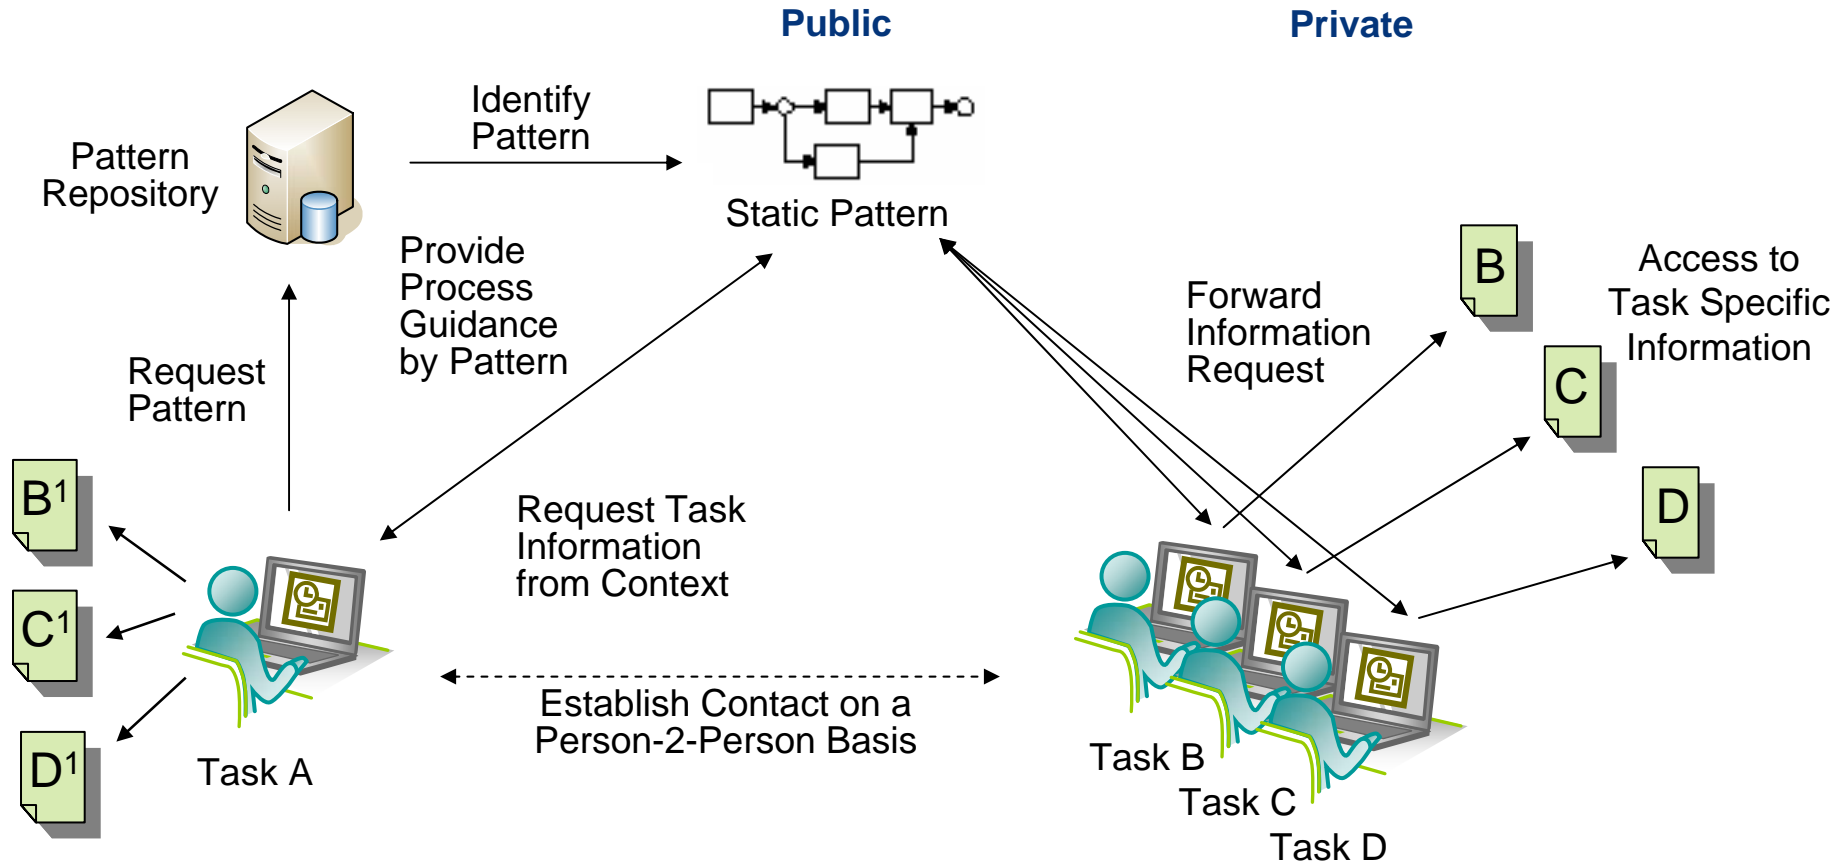 Public
Private
Identify
Pattern
Pattern
Repository
Static Pattern
Provide
Process
Guidance
by Pattern
Request
Pattern
Forward
Information
Request
B
Access to
Task Specific
Information
C
D
B¹
C¹
D¹
Request Task
Information
from Context
Establish Contact on a
Person-2-Person Basis
Task A
Task B
Task C
Task D